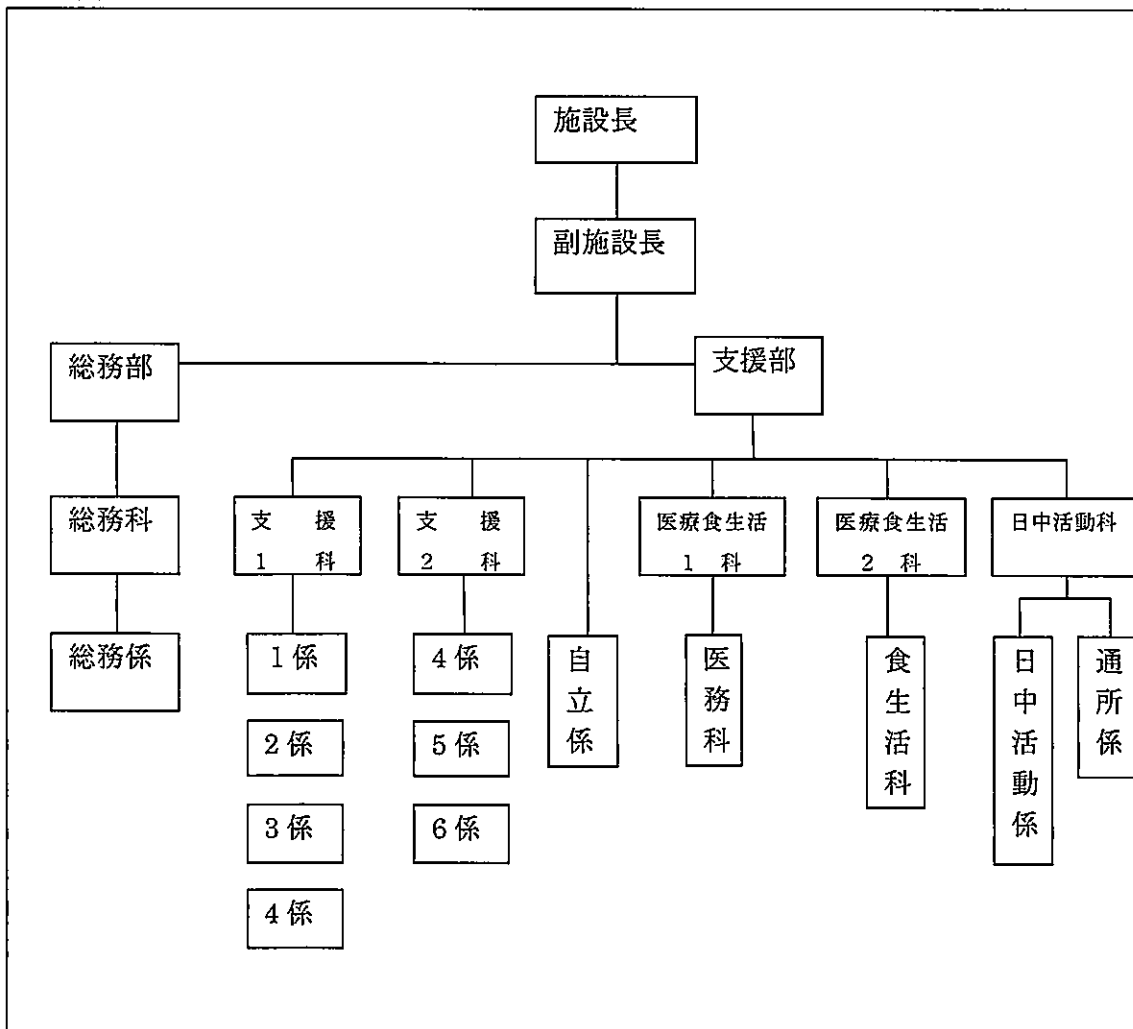 施設長
副施設長
総務部
支援部
総務科
支 援
1 科
支 援
2 科
医療食生活
1 科
医療食生活
2 科
日中活動科
総務係
1係
2係
3係
4係
4係
5係
6係
自立係
医務科
食生活科
日中活動係
通所係